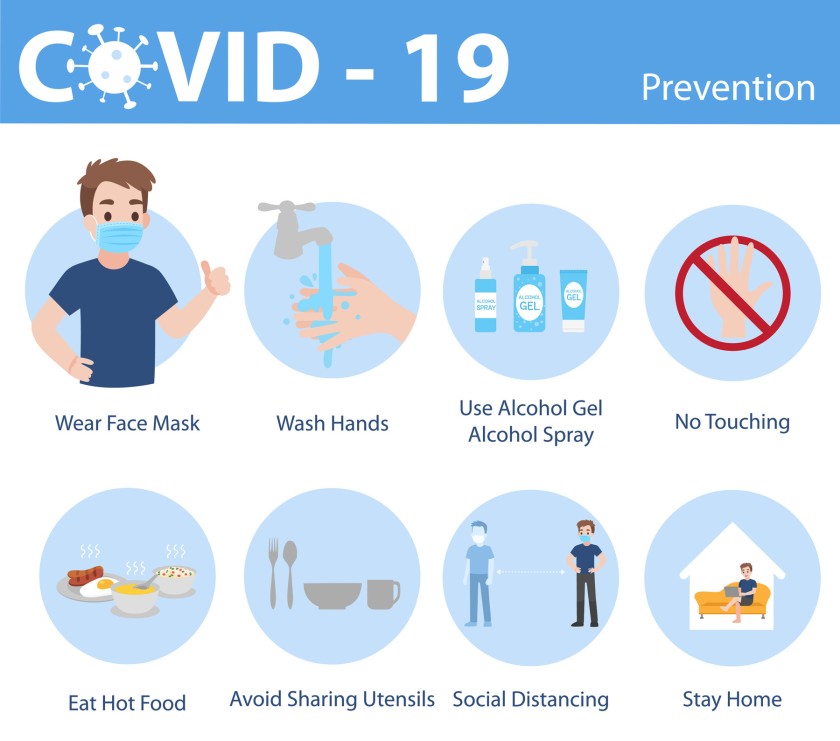 COVID - 19
Prevention
ALCOHOL
SPRAY
ALCOHOL
GEL
ALCOHOL
GEL
Wear Face Mask
Wash Hands
Use Alcohol Gel
Alcohol Spray
No Touching
Eat Hot Food
Avoid Sharing Utensils
Social Distancing
Stay Home